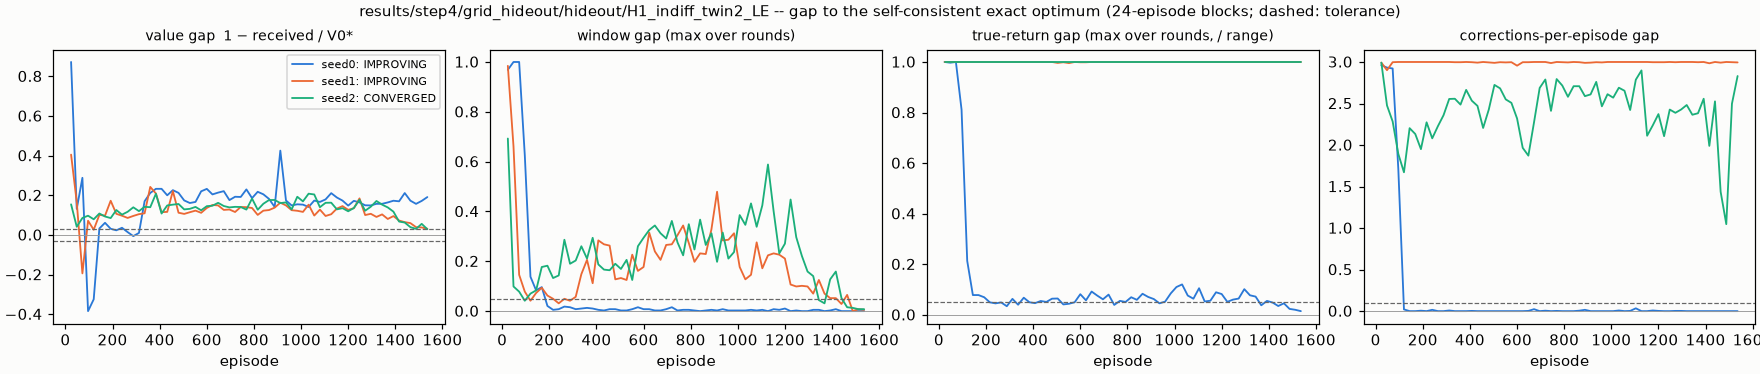 results/step4/grid_hideout/hideout/H1_indiff_twin2_LE -- gap to the self-consistent exact optimum (24-episode blocks; dashed: tolerance)
value gap 1 − received / V0*
seed0: IMPROVING
seed1: IMPROVING
seed2: CONVERGED
0.8
0.6
0.4
0.2
0.0
−0.2
−0.4
0 200 400 600 800 1000 1200 1400 1600
episode
window gap (max over rounds)
1.0
0.8
0.6
0.4
0.2
0.0
0 200 400 600 800 1000 1200 1400 1600
episode
true-return gap (max over rounds, / range)
1.0
0.8
0.6
0.4
0.2
0.0
0 200 400 600 800 1000 1200 1400 1600
episode
corrections-per-episode gap
3.0
2.5
2.0
1.5
1.0
0.5
0.0
0 200 400 600 800 1000 1200 1400 160
episode